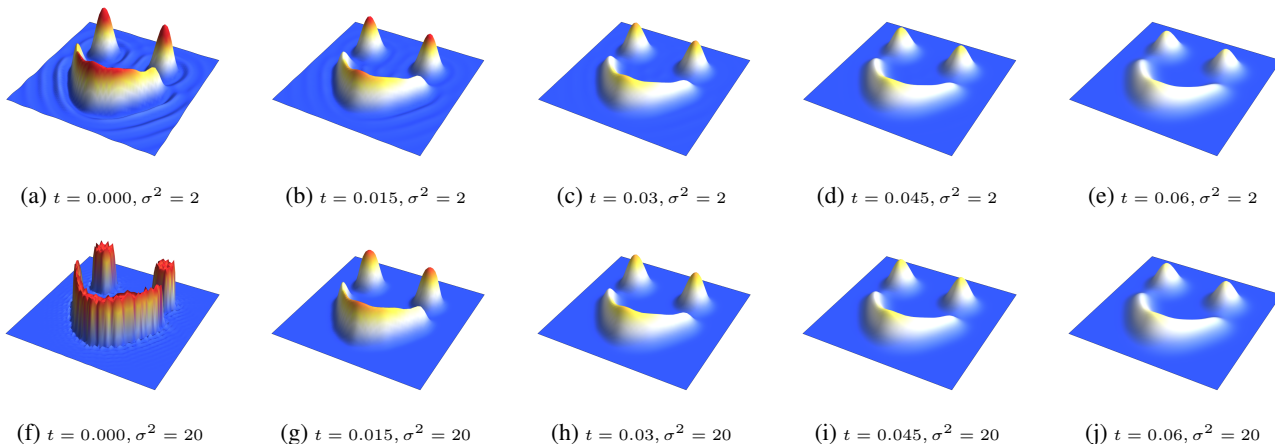 (a) t = 0.000, σ² = 2
(b) t = 0.015, σ² = 2
(c) t = 0.03, σ² = 2
(d) t = 0.045, σ² = 2
(e) t = 0.06, σ² = 2
(f) t = 0.000, σ² = 20
(g) t = 0.015, σ² = 20
(h) t = 0.03, σ² = 20
(i) t = 0.045, σ² = 20
(j) t = 0.06, σ² = 20